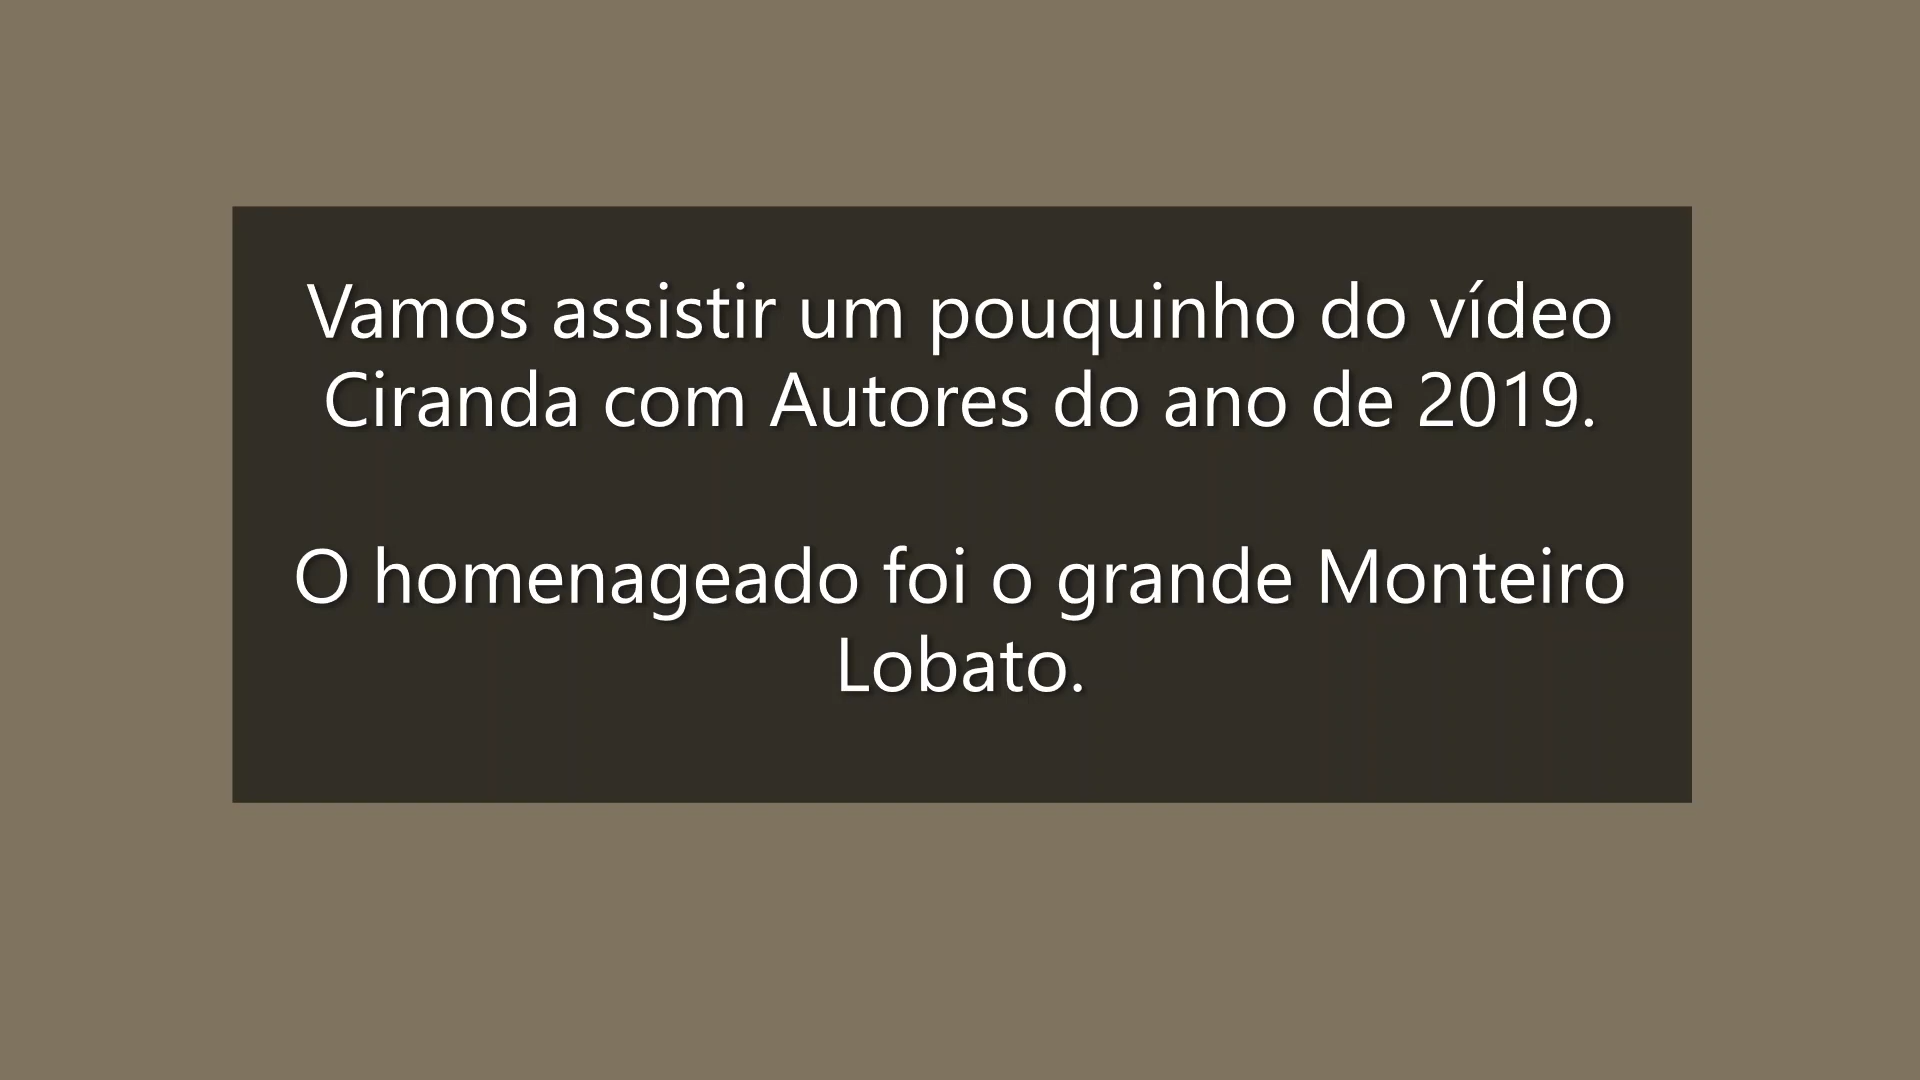 Vamos assistir um pouquinho do vídeo
Ciranda com Autores do ano de 2019.
O homenageado foi o grande Monteiro
Lobato.